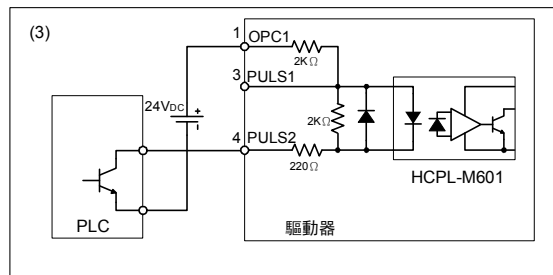 (3)
1 OPC1
2KΩ
3 PULS1
24VDC
+
2KΩ
4 PULS2
220Ω
HCPL-M601
PLC
驅動器